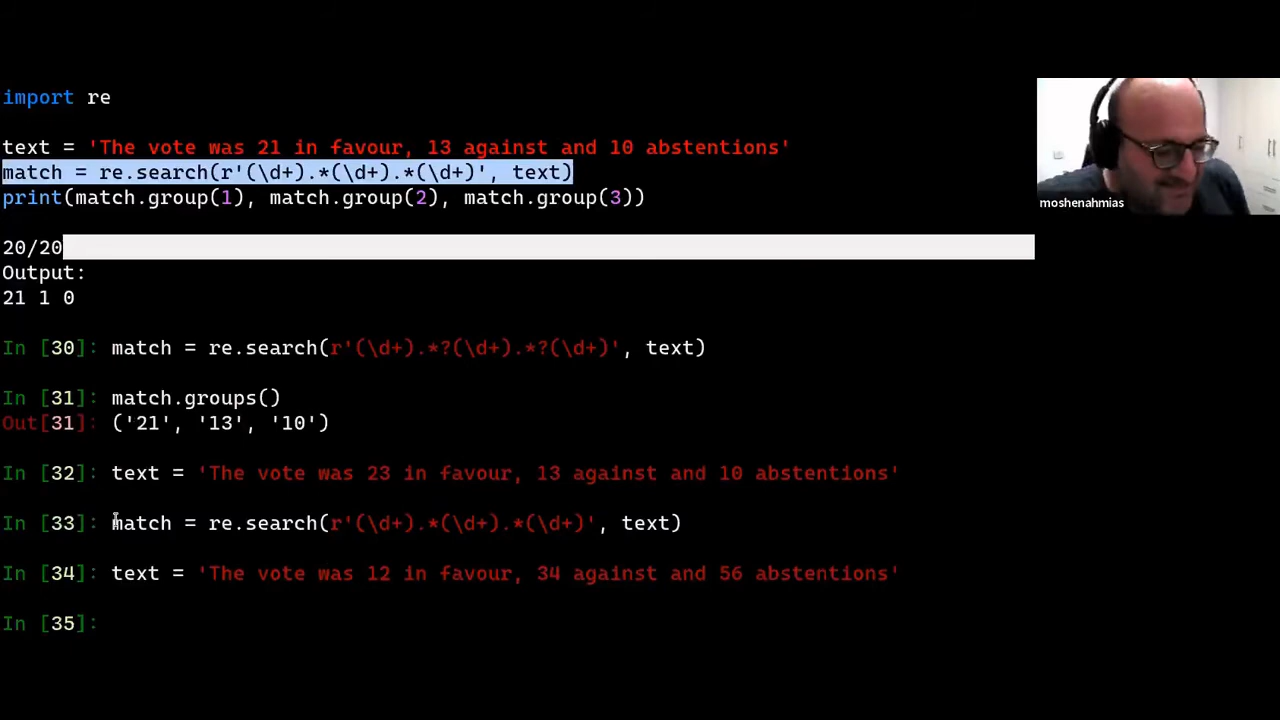 import re
text = 'The vote was 21 in favour, 13 against and 10 abstentions'
match = re.search(r'(\d+).*(\d+).*(\d+)', text)
print(match.group(1), match.group(2), match.group(3))
moshenahmias
20/20
Output:
21 1 0
In [30]: match = re.search(r'(\d+).*?(\d+).*?(\d+)', text)
In [31]: match.groups()
Out[31]: ('21', '13', '10')
In [32]: text = 'The vote was 23 in favour, 13 against and 10 abstentions'
In [33]: match = re.search(r'(\d+).*(\d+).*(\d+)', text)
In [34]: text = 'The vote was 12 in favour, 34 against and 56 abstentions'
In [35]: